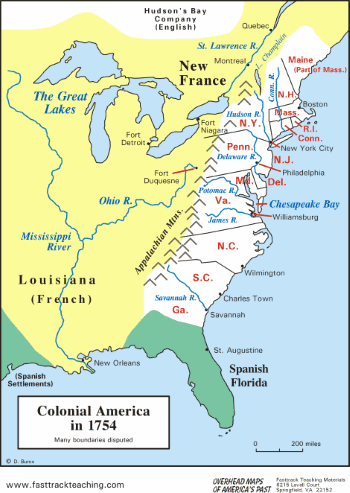 Hudson's Bay
Company
(English)
Quebec
St. Lawrence R.
L. Champlain
Montreal
New
France
Maine
(Part of Mass.)
The Great
Lakes
Conn. R.
N.H.
Boston
Hudson R.
Mass.
Fort
Niagara
N.Y.
R.I.
Conn.
Fort
Detroit
New York City
Penn.
Delaware R.
N.J.
Philadelphia
Fort
Duquesne
Md.
Del.
Potomac R.
Ohio R.
Va.
Chesapeake Bay
James R.
Williamsburg
Mississippi
River
Appalachian Mtns.
N.C.
Louisiana
(French)
Wilmington
S.C.
Charles Town
Savannah R.
Ga.
Savannah
St. Augustine
New Orleans
Spanish
Florida
(Spanish
Settlements)
Colonial America
in 1754
Many boundaries disputed
0 200 miles
© D. Burns
www.fasttrackteaching.com
OVERHEAD MAPS
OF AMERICA'S PAST
Fasttrack Teaching Materials
6215 Lavell Court
Springfield, VA 22152